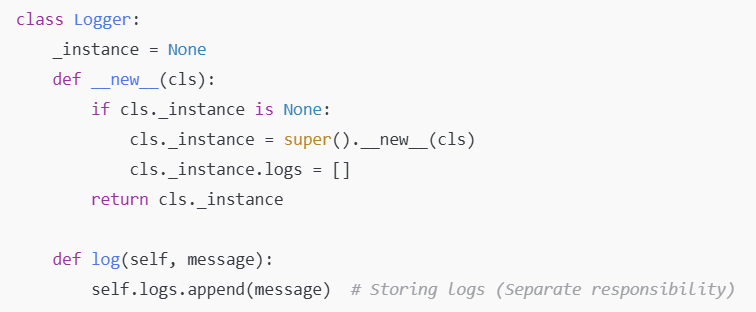 class Logger:
    _instance = None
    def __new__(cls):
        if cls._instance is None:
            cls._instance = super().__new__(cls)
            cls._instance.logs = []
        return cls._instance

    def log(self, message):
        self.logs.append(message)  # Storing logs (Separate responsibility)